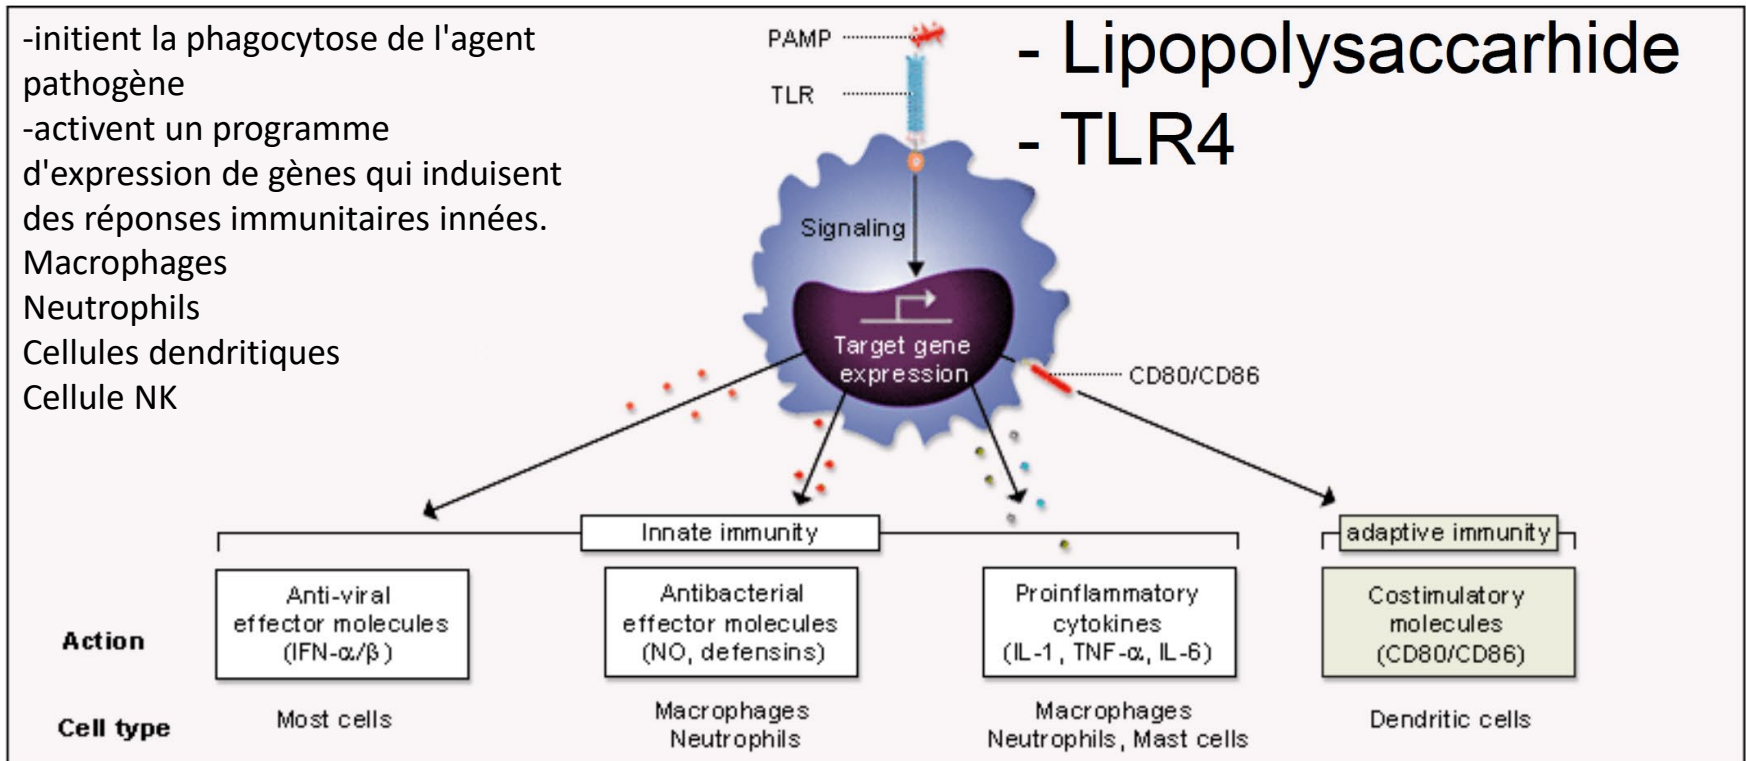 -initient la phagocytose de l'agent
pathogène
-activent un programme
d'expression de gènes qui induisent
des réponses immunitaires innées.
Macrophages
Neutrophils
Cellules dendritiques
Cellule NK
PAMP
TLR
- Lipopolysaccarhide
- TLR4
Signaling
Target gene
expression
CD80/CD86
Innate immunity
adaptive immunity
Action
Anti-viral
effector molecules
(IFN-α/β)
Antibacterial
effector molecules
(NO, defensins)
Proinflammatory
cytokines
(IL-1, TNF-α, IL-6)
Costimulatory
molecules
(CD80/CD86)
Cell type
Most cells
Macrophages
Neutrophils
Macrophages
Neutrophils, Mast cells
Dendritic cells